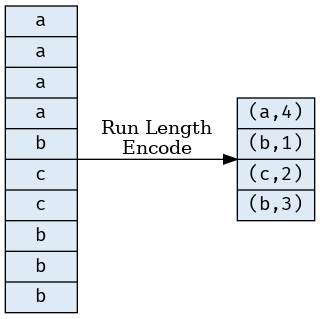 a
a
a
a
b
c
c
b
b
b
Run Length
Encode
(a,4)
(b,1)
(c,2)
(b,3)